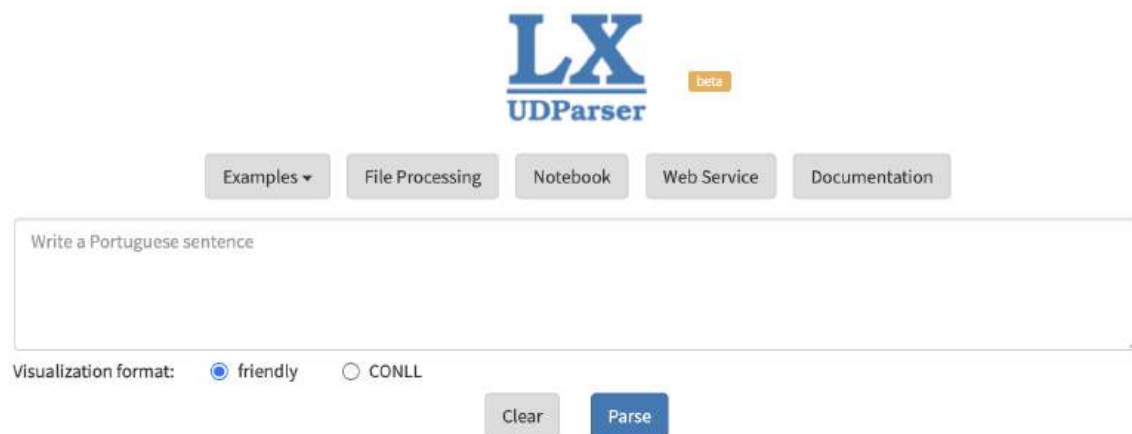 LX
UDParser
beta
Examples
File Processing
Notebook
Web Service
Documentation
Write a Portuguese sentence
Visualization format: friendly CONLL
Clear Parse